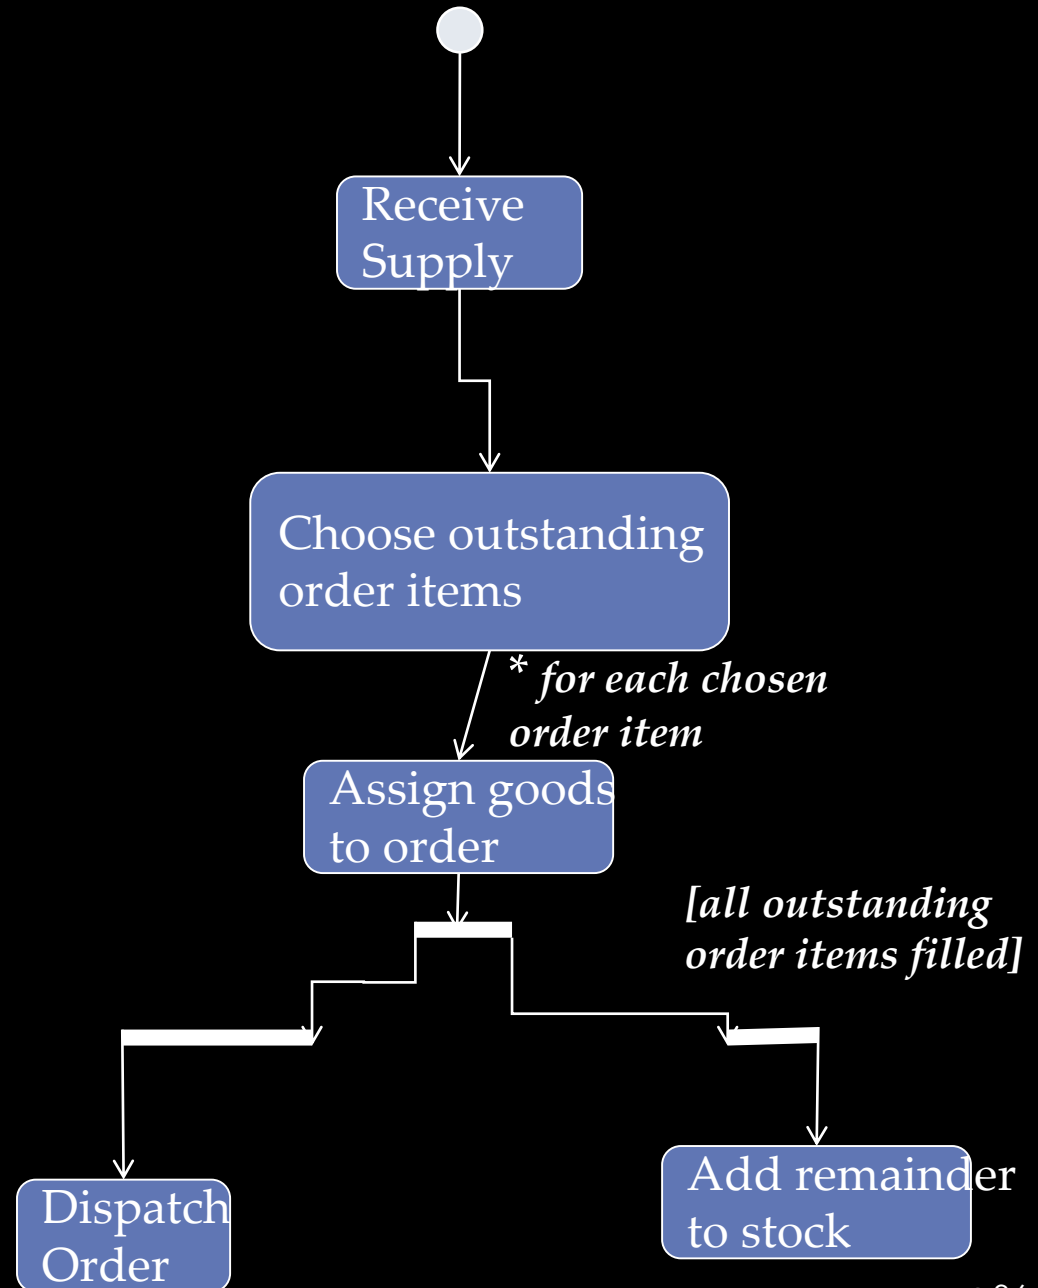 Receive
Supply
Choose outstanding
order items
* for each chosen
order item
Assign goods
to order
[all outstanding
order items filled]
Dispatch
Order
Add remainder
to stock